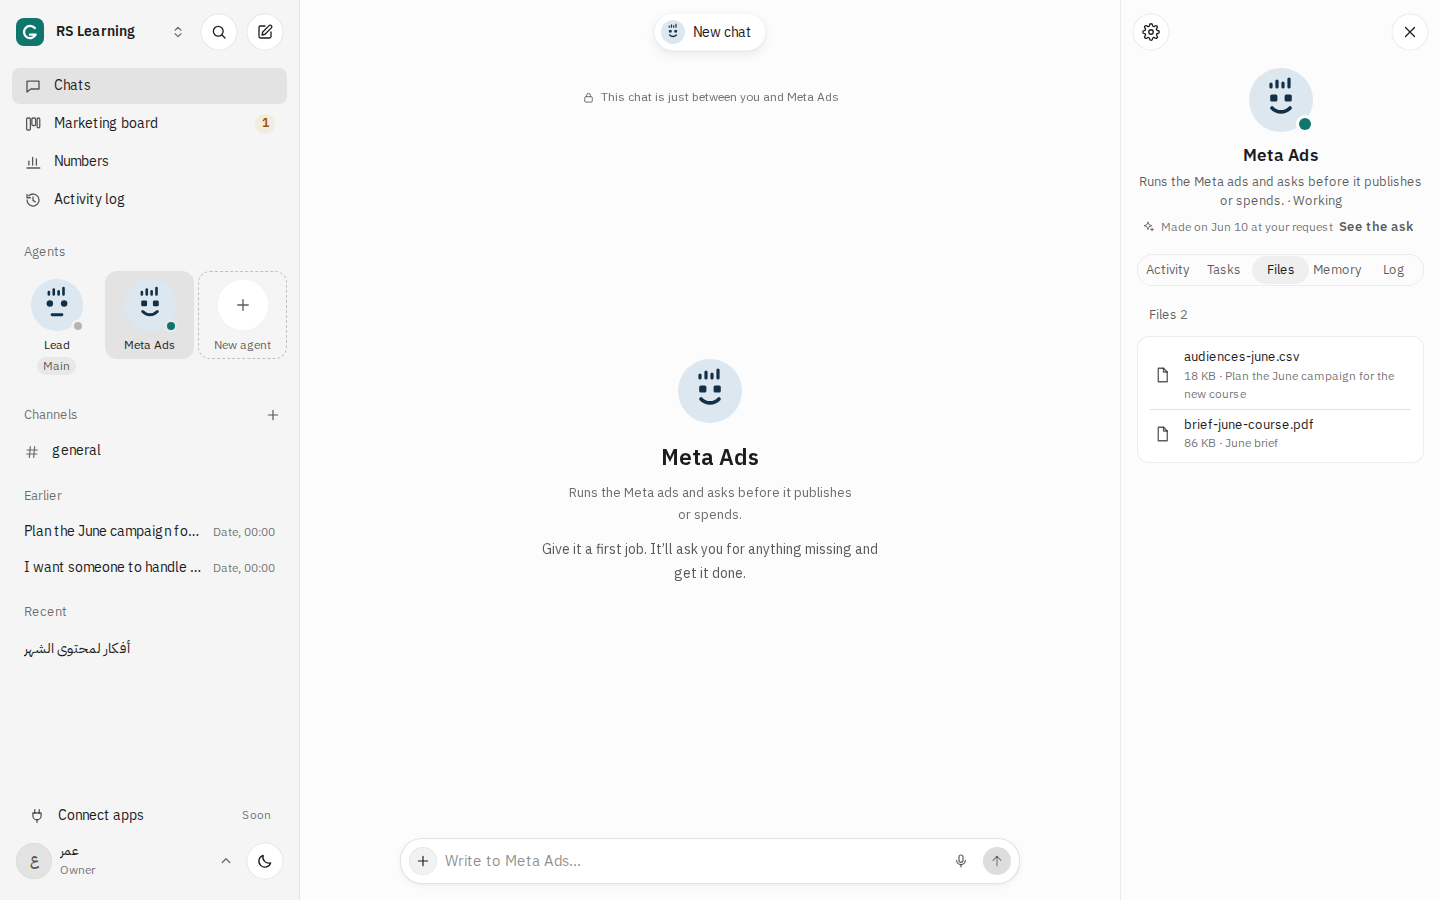 RS Learning
Chats
Marketing board 1
Numbers
Activity log
Agents
Lead
Main
Meta Ads
New agent
Channels
general
Earlier
Plan the June campaign fo... Date, 00:00
I want someone to handle ... Date, 00:00
Recent
أفكار لمحتوى الشهر
Connect apps Soon
ع
عمر
Owner
New chat
This chat is just between you and Meta Ads
Meta Ads
Runs the Meta ads and asks before it publishes
or spends.
Give it a first job. It'll ask you for anything missing and
get it done.
Write to Meta Ads...
Meta Ads
Runs the Meta ads and asks before it publishes
or spends. · Working
Made on Jun 10 at your request See the ask
Activity Tasks Files Memory Log
Files 2
audiences-june.csv
18 KB · Plan the June campaign for the
new course
brief-june-course.pdf
86 KB · June brief